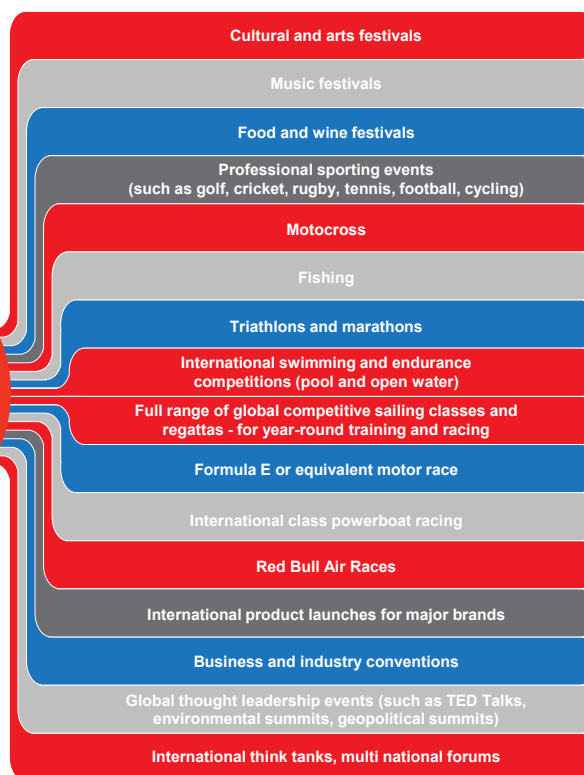 Cultural and arts festivals
Music festivals
Food and wine festivals
Professional sporting events
(such as golf, cricket, rugby, tennis, football, cycling)
Motocross
Fishing
Triathlons and marathons
International swimming and endurance
competitions (pool and open water)
Full range of global competitive sailing classes and
regattas - for year-round training and racing
Formula E or equivalent motor race
International class powerboat racing
Red Bull Air Races
International product launches for major brands
Business and industry conventions
Global thought leadership events (such as TED Talks,
environmental summits, geopolitical summits)
International think tanks, multi national forums